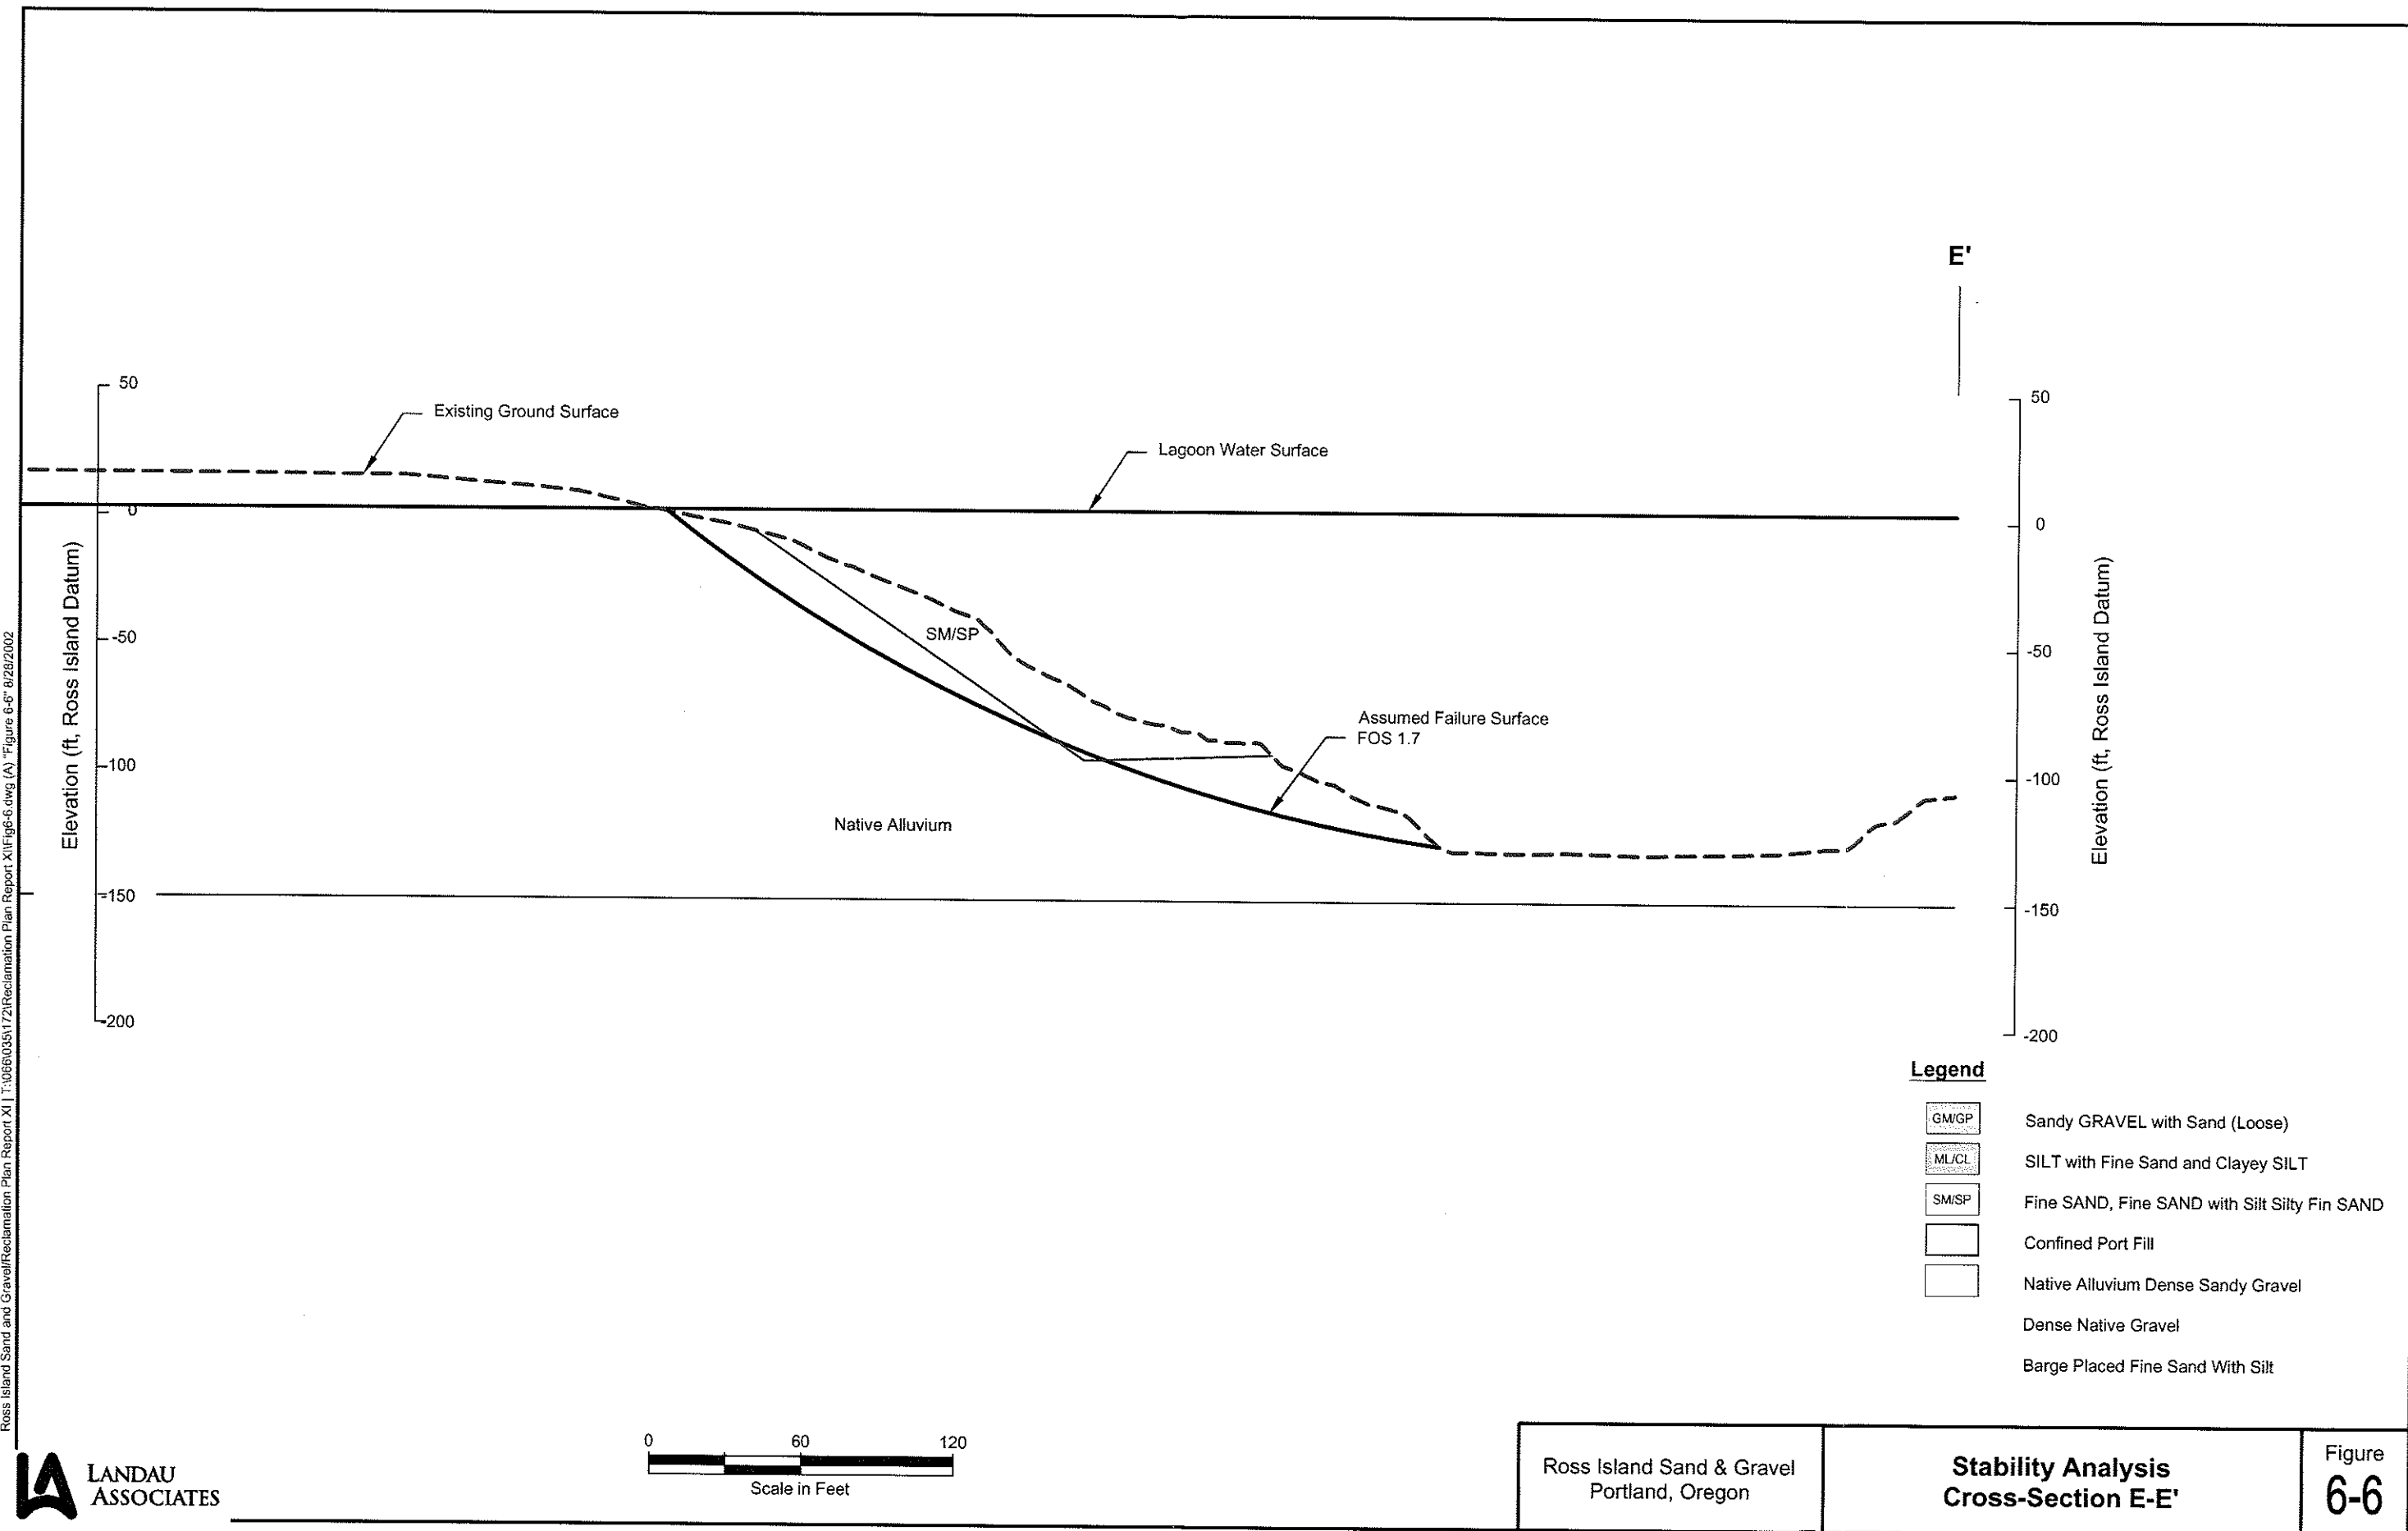 E'
50
Existing Ground Surface
50
Lagoon Water Surface
0
0
Elevation (ft, Ross Island Datum)
Elevation (ft, Ross Island Datum)
-50
SM/SP
-50
Assumed Failure Surface
FOS 1.7
-100
-100
Native Alluvium
-150
-150
-200
-200
Ross Island Sand and Gravel/Reclamation Plan Report XI | T:\066\035\172\Reclamation Plan Report XI\Fig6-6.dwg (A) "Figure 6-6" 8/28/2002
Legend
GM/GP Sandy GRAVEL with Sand (Loose)
ML/CL SILT with Fine Sand and Clayey SILT
SM/SP Fine SAND, Fine SAND with Silt Silty Fin SAND
Confined Port Fill
Native Alluvium Dense Sandy Gravel
Dense Native Gravel
Barge Placed Fine Sand With Silt
0 60 120
Scale in Feet
LA
LANDAU
ASSOCIATES
Ross Island Sand & Gravel
Portland, Oregon
Stability Analysis
Cross-Section E-E'
Figure
6-6